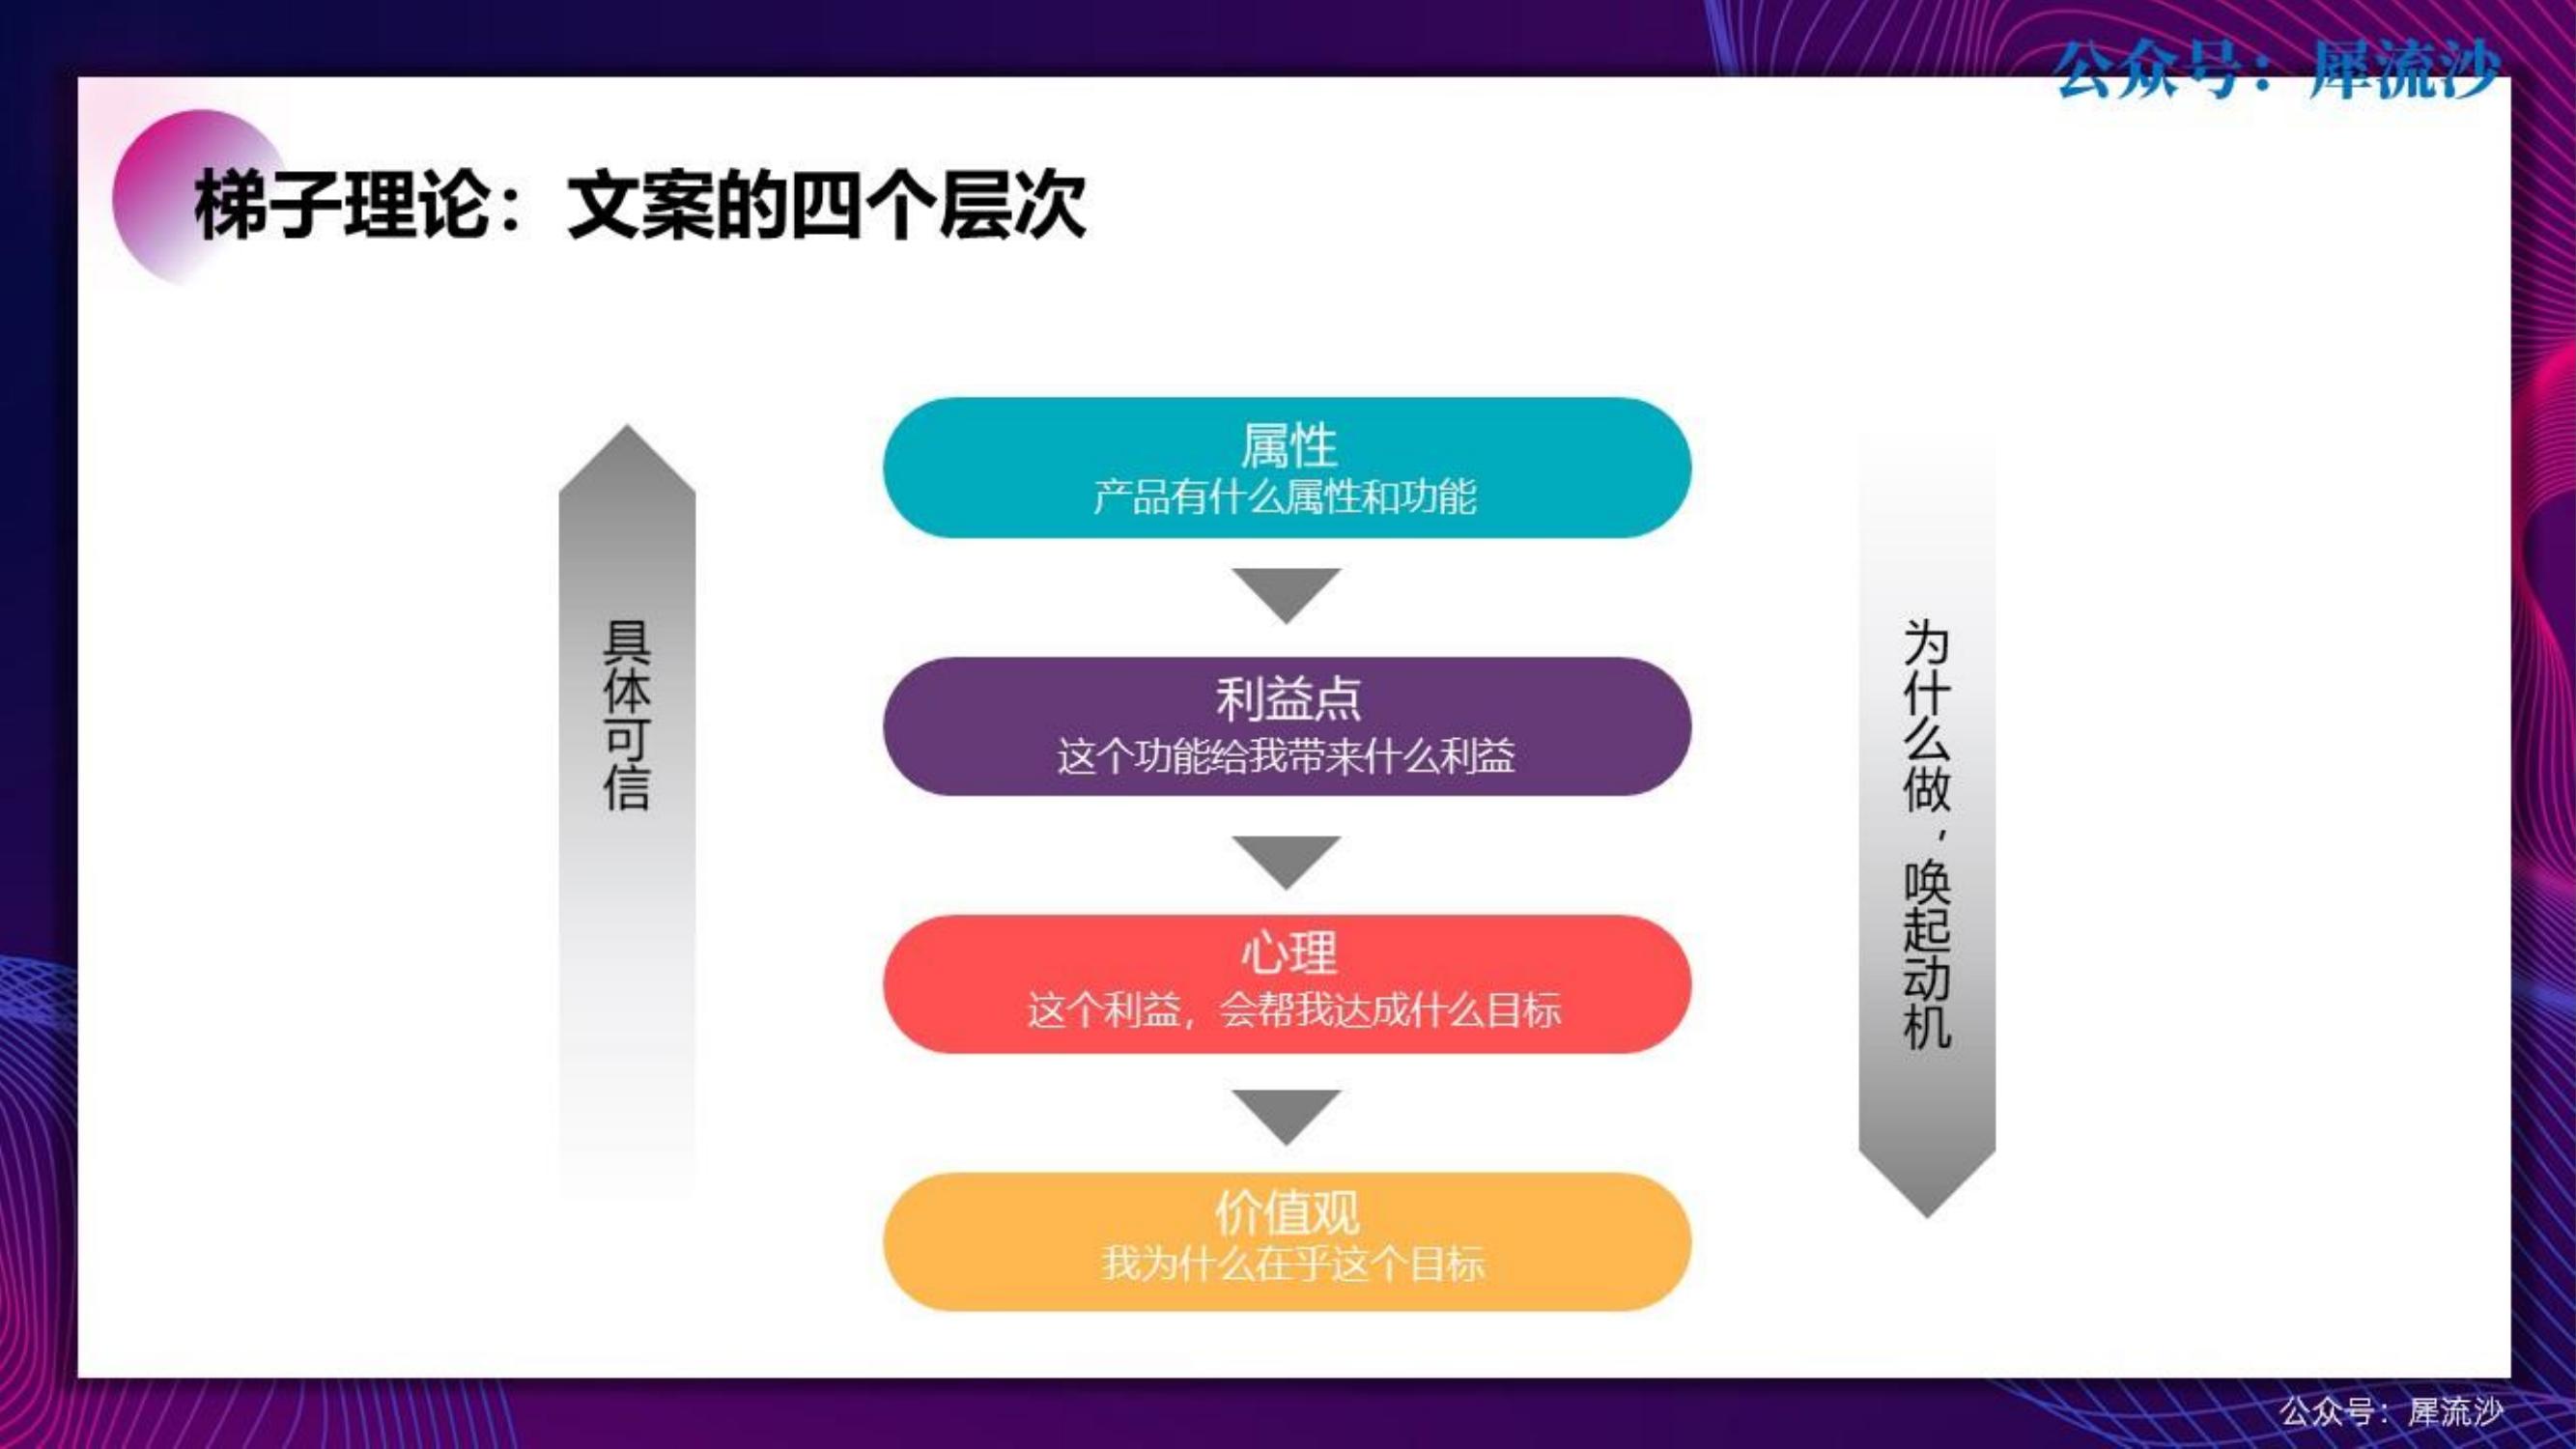 公众号：犀流沙
梯子理论：文案的四个层次
属性
产品有什么属性和功能
具体可信
利益点
这个功能给我带来什么利益
为什么做，唤起动机
心理
这个利益，会帮我达成什么目标
价值观
我为什么在乎这个目标
公众号：犀流沙